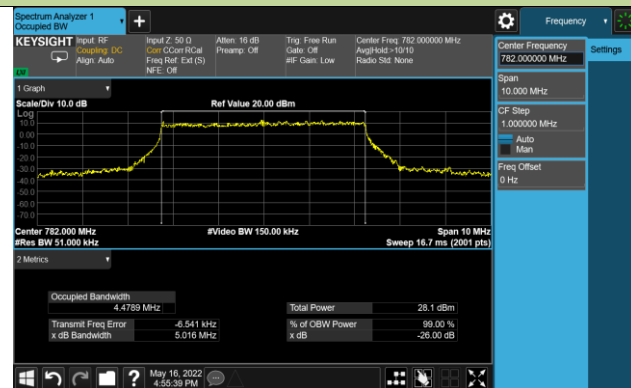 Spectrum Analyzer 1
Occupied BW
Frequency
KEYSIGHT
Input: RF
Coupling: DC
Align: Auto
Input Z: 50 Ω
Corr CCorr RCal
Freq Ref: Ext (S)
NFE: Off
Atten: 16 dB
Preamp: Off
Trig: Free Run
Gate: Off
#IF Gain: Low
Center Freq: 782.000000 MHz
Avg|Hold:>10/10
Radio Std: None
Center Frequency
782.000000 MHz
Settings
Span
10.000 MHz
CF Step
1.000000 MHz
Auto
Man
Freq Offset
0 Hz
1 Graph
Scale/Div 10.0 dB
Ref Value 20.00 dBm
Log
10.0
0.00
-10.0
-20.0
-30.0
-40.0
-50.0
-60.0
-70.0
Center 782.000 MHz
#Video BW 150.00 kHz
Span 10 MHz
#Res BW 51.000 kHz
Sweep 16.7 ms (2001 pts)
2 Metrics
Occupied Bandwidth
4.4789 MHz
Total Power
28.1 dBm
Transmit Freq Error
-6.541 kHz
% of OBW Power
99.00 %
x dB Bandwidth
5.016 MHz
x dB
-26.00 dB
?
May 16, 2022
4:55:39 PM